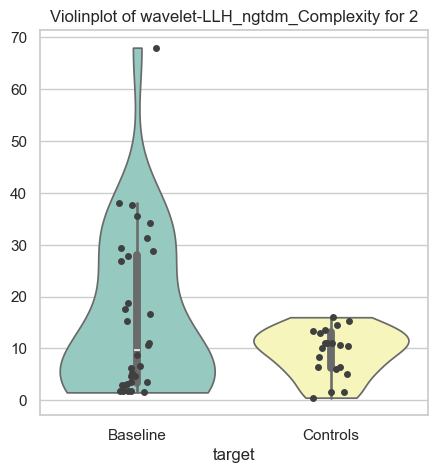 Violinplot of wavelet-LLH_ngtdm_Complexity for 2
70
60
50
40
30
20
10
0
Baseline
Controls
target